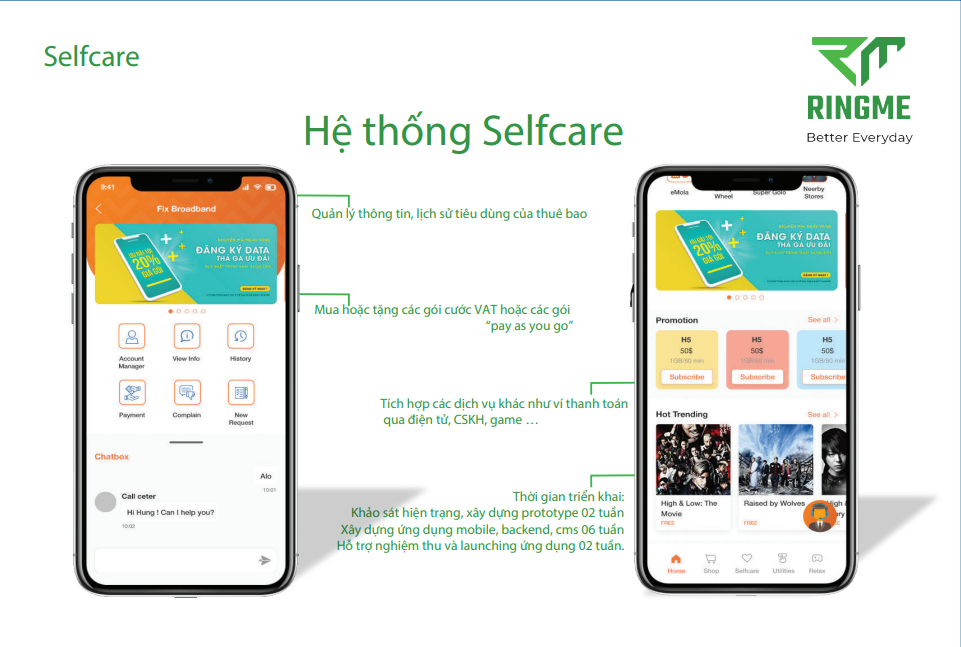 Selfcare
RINGME
Better Everyday
Hệ thống Selfcare
9:41
Fix Broadband
ĐĂNG KÝ DATA
THẢ GA ƯU ĐÃI
20%
GIÁ GÓI
ĐĂNG KÝ NGAY
Account
Manager
View Info
History
Payment
Complain
New
Request
Chatbox
Alo
10:01
Call ceter
Hi Hung ! Can I help you?
10:02
Quản lý thông tin, lịch sử tiêu dùng của thuê bao
Mua hoặc tặng các gói cước VAT hoặc các gói
“pay as you go”
Tích hợp các dịch vụ khác như ví thanh toán
qua điện tử, CSKH, game …
Thời gian triển khai:
Khảo sát hiện trạng, xây dựng prototype 02 tuần
Xây dựng ứng dụng mobile, backend, cms 06 tuần
Hỗ trợ nghiệm thu và launching ứng dụng 02 tuần.
eMola
Wheel
Super Golo
Neerby
Stores
ĐĂNG KÝ DATA
THẢ GA ƯU ĐÃI
20%
GIÁ GÓI
ĐĂNG KÝ NGAY
Promotion
See all
H5
50$
1GB/60 min
Subscribe
H5
50$
1GB/60 min
Subscribe
H5
50$
1GB/60
Subscribe
Hot Trending
See all
High & Low: The
Movie
FREE
Raised by Wolves
FREE
High &
Home
Shop
Selfcare
Utilities
Relax